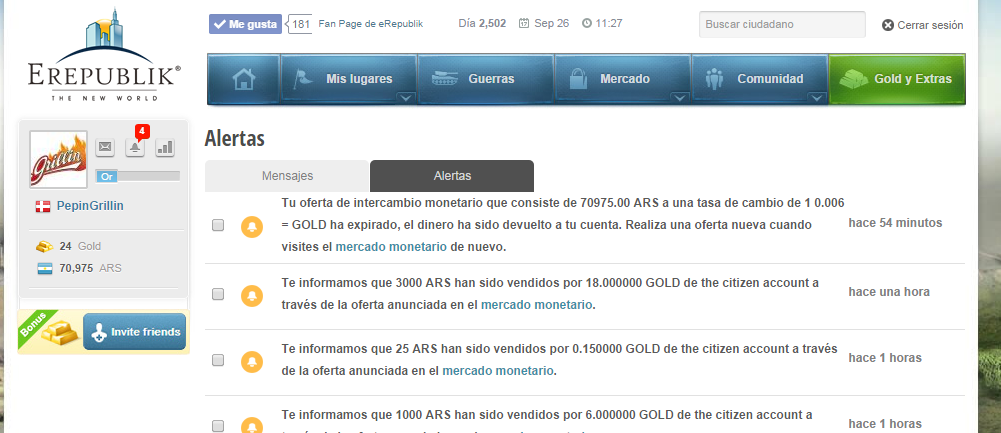 Me gusta 181 Fan Page de eRepublik Día 2,502 Sep 26 11:27 Buscar ciudadano Cerrar sesión
EREPUBLIK®
THE NEW WORLD
Mis lugares Guerras Mercado Comunidad Gold y Extras
4
Grillin
Or
PepinGrillin
24 Gold
70,975 ARS
Bonus
Invite friends
Alertas
Mensajes Alertas
Tu oferta de intercambio monetario que consiste de 70975.00 ARS a una tasa de cambio de 1 0.006
= GOLD ha expirado, el dinero ha sido devuelto a tu cuenta. Realiza una oferta nueva cuando
visites el mercado monetario de nuevo.
hace 54 minutos
Te informamos que 3000 ARS han sido vendidos por 18.000000 GOLD de the citizen account a
través de la oferta anunciada en el mercado monetario.
hace una hora
Te informamos que 25 ARS han sido vendidos por 0.150000 GOLD de the citizen account a través
de la oferta anunciada en el mercado monetario.
hace 1 horas
Te informamos que 1000 ARS han sido vendidos por 6.000000 GOLD de the citizen account a
hace 1 horas